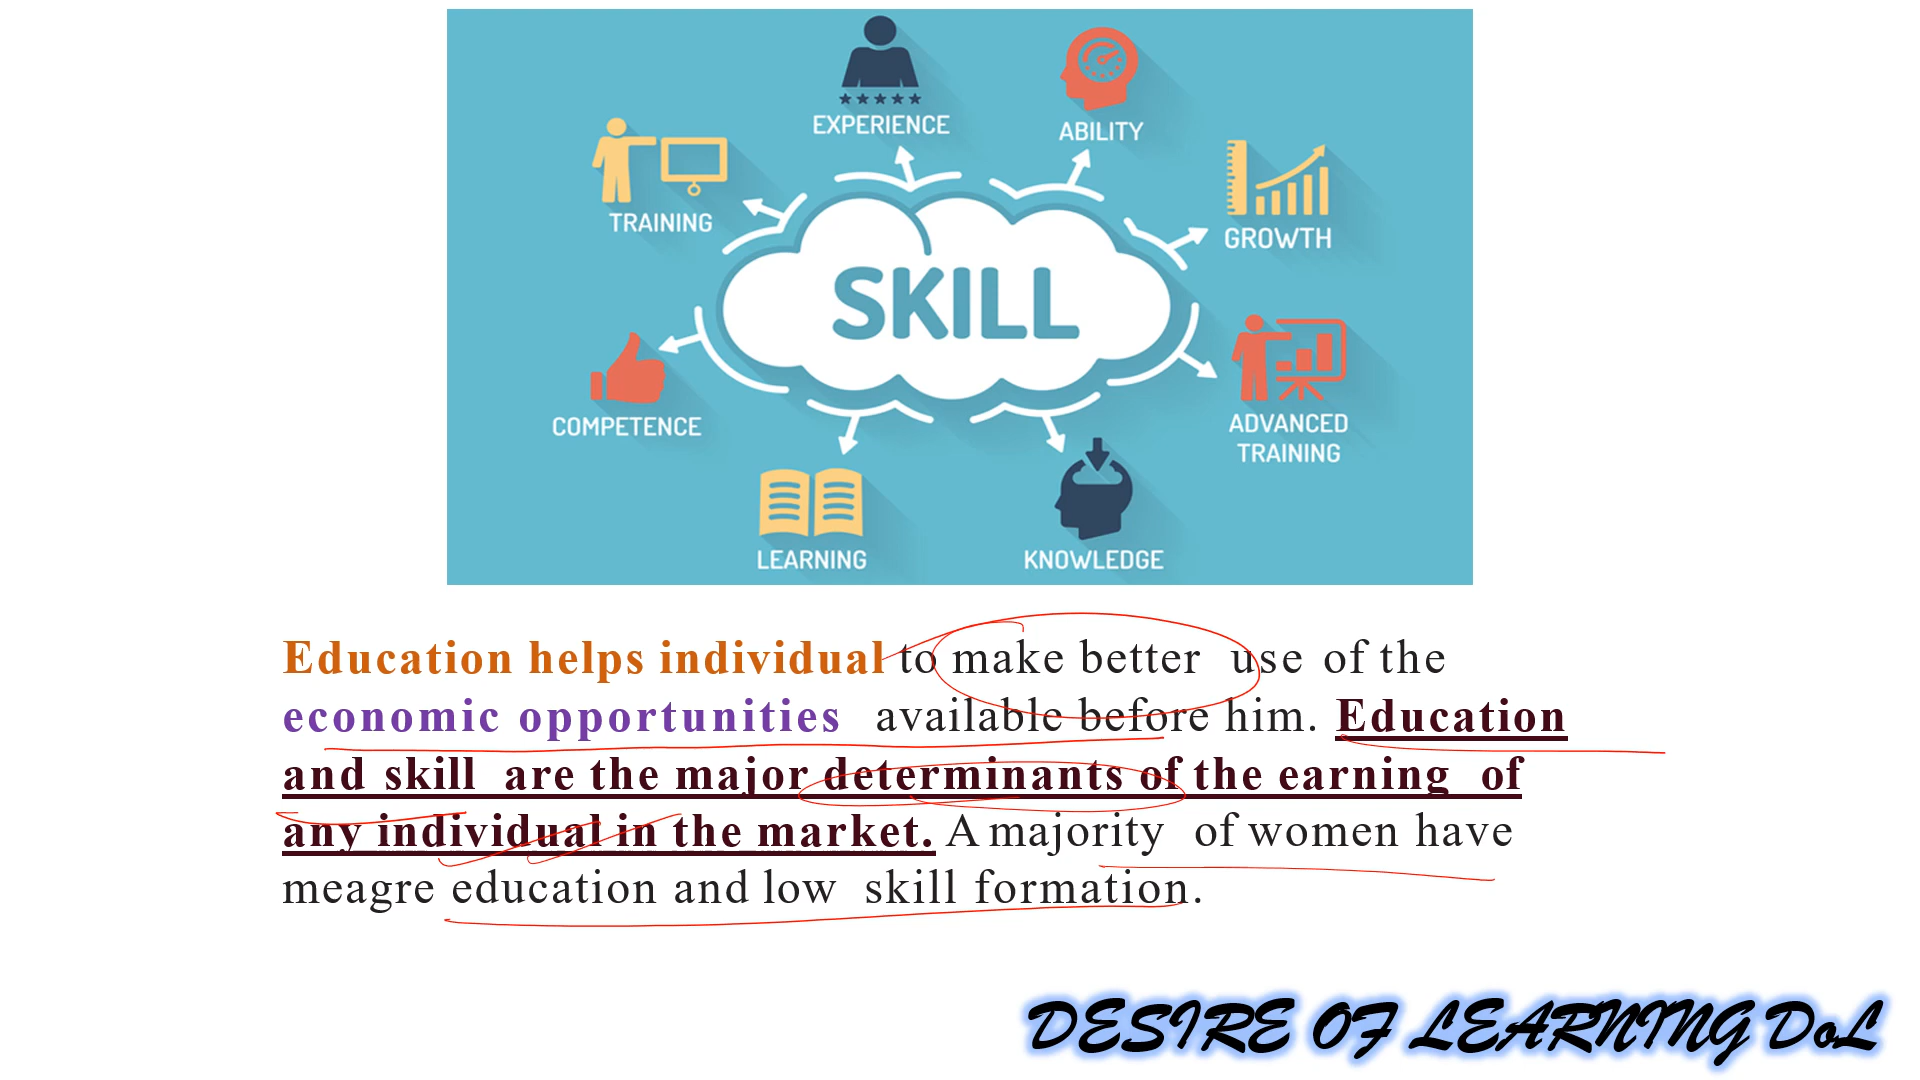 EXPERIENCE
ABILITY
TRAINING
GROWTH
SKILL
COMPETENCE
ADVANCED
TRAINING
LEARNING
KNOWLEDGE
Education helps individual to make better use of the
economic opportunities available before him. Education
and skill are the major determinants of the earning of
any individual in the market. A majority of women have
meagre education and low skill formation.
DESIRE OF LEARNING DoL